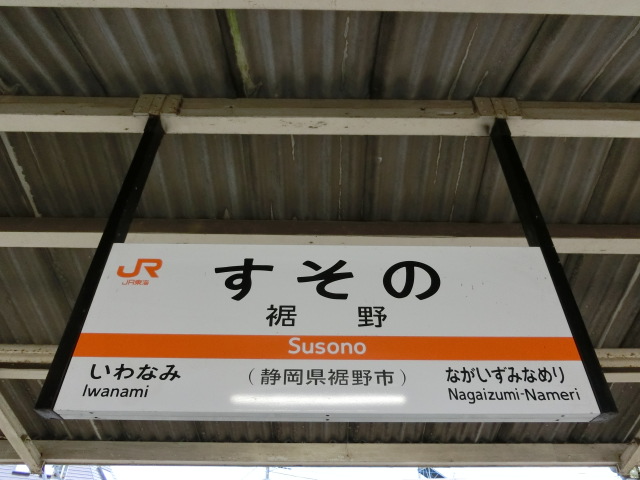 JR
JR東海
すその
裾野
Susono
いわなみ
Iwanami
(静岡県裾野市)
ながいずみなめり
Nagaizumi-Nameri